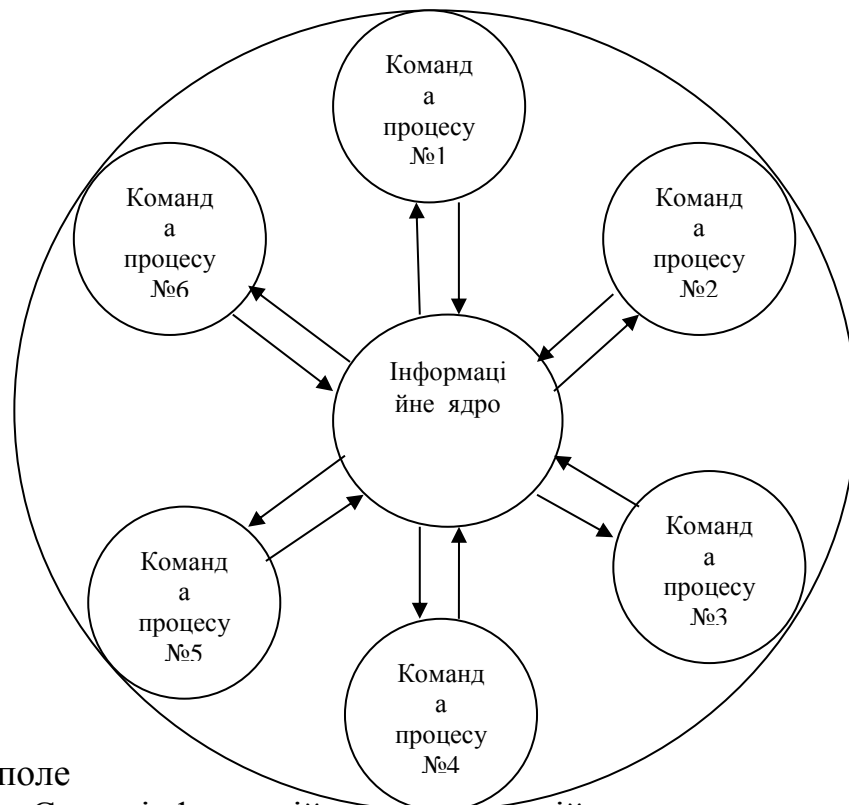 Команд
а
процесу
№1
Команд
а
процесу
№6
Команд
а
процесу
№2
Інформаці
йне ядро
Команд
а
процесу
№3
Команд
а
процесу
№5
Команд
а
процесу
№4
поле